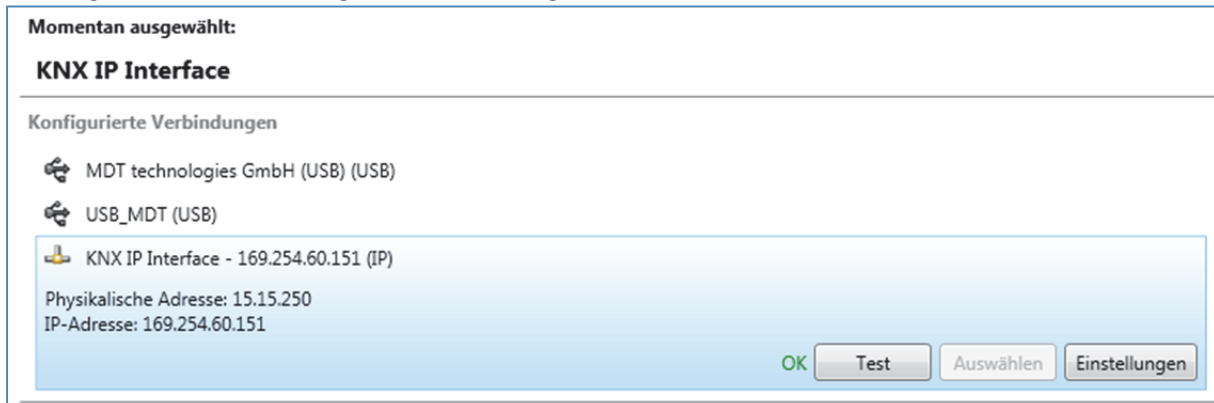 Momentan ausgewählt:
KNX IP Interface
Konfigurierte Verbindungen
MDT technologies GmbH (USB) (USB)
USB_MDT (USB)
KNX IP Interface - 169.254.60.151 (IP)
Physikalische Adresse: 15.15.250
IP-Adresse: 169.254.60.151
OK Test Auswählen Einstellungen